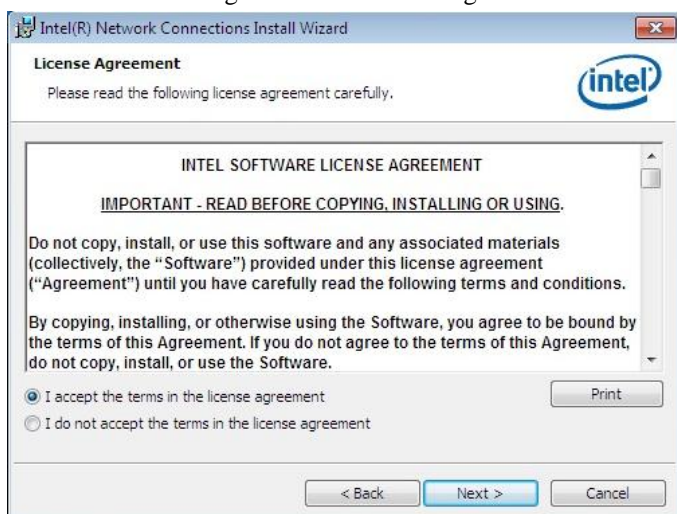 Intel(R) Network Connections Install Wizard
License Agreement
Please read the following license agreement carefully.
intel
INTEL SOFTWARE LICENSE AGREEMENT
IMPORTANT - READ BEFORE COPYING, INSTALLING OR USING.
Do not copy, install, or use this software and any associated materials
(collectively, the “Software”) provided under this license agreement
(“Agreement”) until you have carefully read the following terms and conditions.
By copying, installing, or otherwise using the Software, you agree to be bound by
the terms of this Agreement. If you do not agree to the terms of this Agreement,
do not copy, install, or use the Software.
I accept the terms in the license agreement
Print
I do not accept the terms in the license agreement
< Back
Next >
Cancel